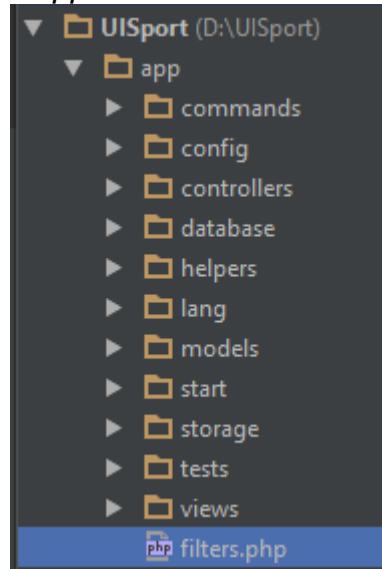 UISport (D:\UISport)
app
commands
config
controllers
database
helpers
lang
models
start
storage
tests
views
php filters.php